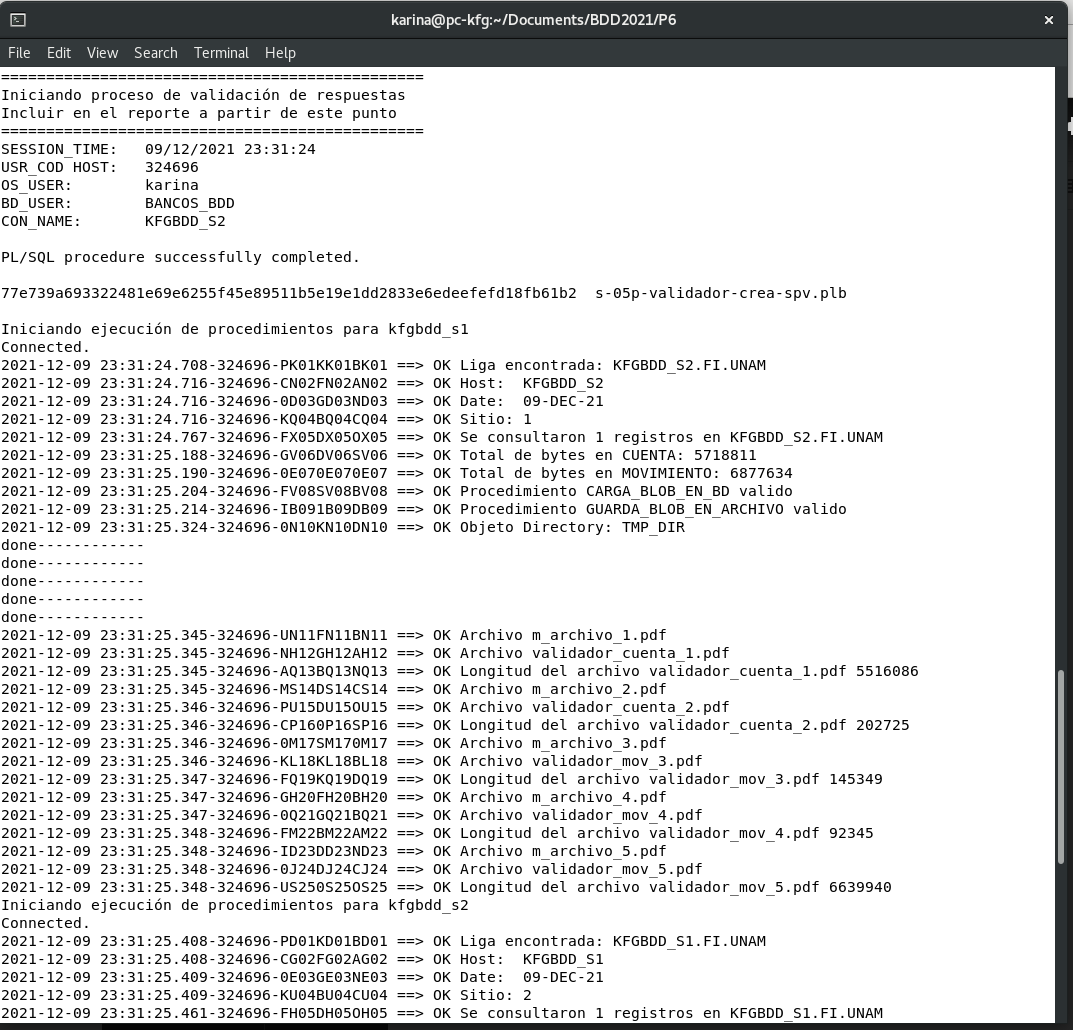 karina@pc-kfg:~/Documents/BDD2021/P6
File Edit View Search Terminal Help
===============================================
Iniciando proceso de validación de respuestas
Incluir en el reporte a partir de este punto
===============================================
SESSION_TIME: 09/12/2021 23:31:24
USR_COD HOST: 324696
OS_USER: karina
BD_USER: BANCOS_BDD
CON_NAME: KFGBDD_S2
PL/SQL procedure successfully completed.
77e739a693322481e69e6255f45e89511b5e19e1dd2833e6edeefefd18fb61b2 s-05p-validador-crea-spv.plb
Iniciando ejecución de procedimientos para kfgbdd_s1
Connected.
2021-12-09 23:31:24.708-324696-PK01KK01BK01 ==> OK Liga encontrada: KFGBDD_S2.FI.UNAM
2021-12-09 23:31:24.716-324696-CN02FN02AN02 ==> OK Host: KFGBDD_S2
2021-12-09 23:31:24.716-324696-0D03GD03ND03 ==> OK Date: 09-DEC-21
2021-12-09 23:31:24.716-324696-KQ04BQ04CQ04 ==> OK Sitio: 1
2021-12-09 23:31:24.767-324696-FX05DX05OX05 ==> OK Se consultaron 1 registros en KFGBDD_S2.FI.UNAM
2021-12-09 23:31:25.188-324696-GV06DV06SV06 ==> OK Total de bytes en CUENTA: 5718811
2021-12-09 23:31:25.190-324696-0E070E070E07 ==> OK Total de bytes en MOVIMIENTO: 6877634
2021-12-09 23:31:25.204-324696-FV08SV08BV08 ==> OK Procedimiento CARGA_BLOB_EN_BD valido
2021-12-09 23:31:25.214-324696-IB091B09DB09 ==> OK Procedimiento GUARDA_BLOB_EN_ARCHIVO valido
2021-12-09 23:31:25.324-324696-0N10KN10DN10 ==> OK Objeto Directory: TMP_DIR
done------------
done------------
done------------
done------------
done------------
2021-12-09 23:31:25.345-324696-UN11FN11BN11 ==> OK Archivo m_archivo_1.pdf
2021-12-09 23:31:25.345-324696-NH12GH12AH12 ==> OK Archivo validador_cuenta_1.pdf
2021-12-09 23:31:25.345-324696-AQ13BQ13NQ13 ==> OK Longitud del archivo validador_cuenta_1.pdf 5516086
2021-12-09 23:31:25.345-324696-MS14DS14CS14 ==> OK Archivo m_archivo_2.pdf
2021-12-09 23:31:25.346-324696-PU15DU15OU15 ==> OK Archivo validador_cuenta_2.pdf
2021-12-09 23:31:25.346-324696-CP160P16SP16 ==> OK Longitud del archivo validador_cuenta_2.pdf 202725
2021-12-09 23:31:25.346-324696-0M17SM170M17 ==> OK Archivo m_archivo_3.pdf
2021-12-09 23:31:25.346-324696-KL18KL18BL18 ==> OK Archivo validador_mov_3.pdf
2021-12-09 23:31:25.347-324696-FQ19KQ19DQ19 ==> OK Longitud del archivo validador_mov_3.pdf 145349
2021-12-09 23:31:25.347-324696-GH20FH20BH20 ==> OK Archivo m_archivo_4.pdf
2021-12-09 23:31:25.347-324696-0Q21GQ21BQ21 ==> OK Archivo validador_mov_4.pdf
2021-12-09 23:31:25.348-324696-FM22BM22AM22 ==> OK Longitud del archivo validador_mov_4.pdf 92345
2021-12-09 23:31:25.348-324696-ID23DD23ND23 ==> OK Archivo m_archivo_5.pdf
2021-12-09 23:31:25.348-324696-0J24DJ24CJ24 ==> OK Archivo validador_mov_5.pdf
2021-12-09 23:31:25.348-324696-US250S25OS25 ==> OK Longitud del archivo validador_mov_5.pdf 6639940
Iniciando ejecución de procedimientos para kfgbdd_s2
Connected.
2021-12-09 23:31:25.408-324696-PD01KD01BD01 ==> OK Liga encontrada: KFGBDD_S1.FI.UNAM
2021-12-09 23:31:25.408-324696-CG02FG02AG02 ==> OK Host: KFGBDD_S1
2021-12-09 23:31:25.409-324696-0E03GE03NE03 ==> OK Date: 09-DEC-21
2021-12-09 23:31:25.409-324696-KU04BU04CU04 ==> OK Sitio: 2
2021-12-09 23:31:25.461-324696-FH05DH05OH05 ==> OK Se consultaron 1 registros en KFGBDD_S1.FI.UNAM